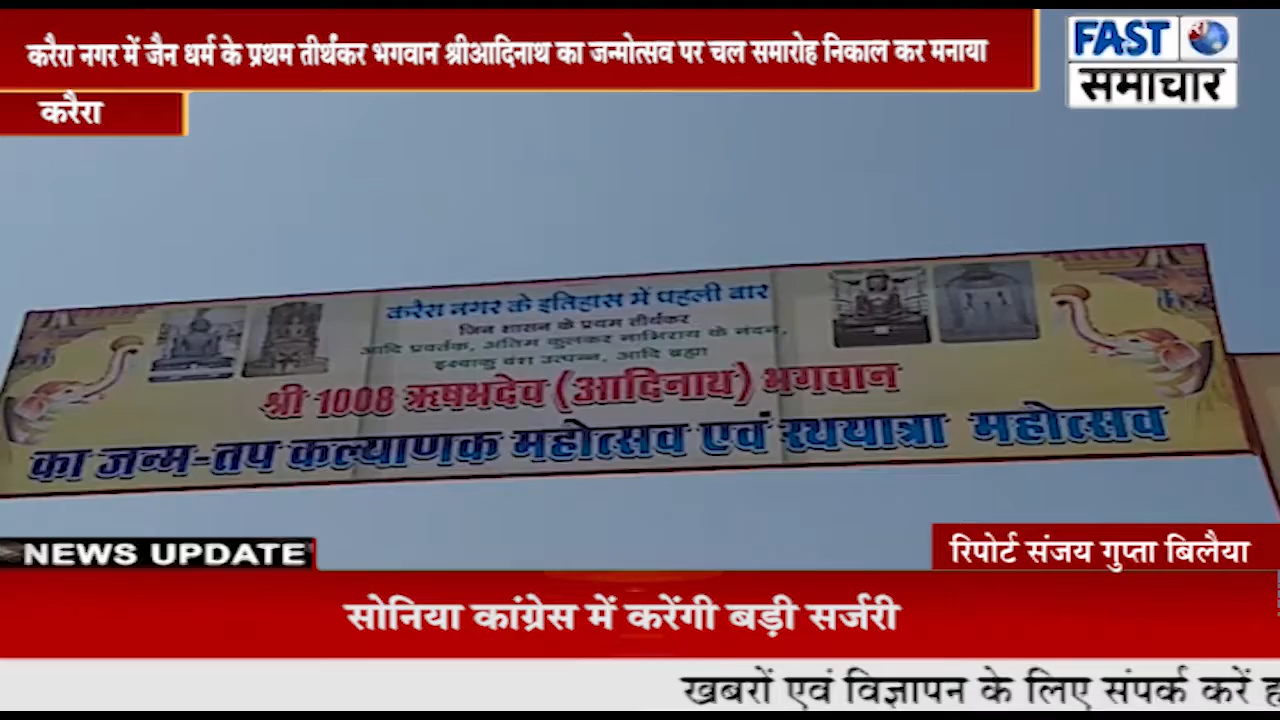 करैरा नगर में जैन धर्म के प्रथम तीर्थंकर भगवान श्रीआदिनाथ का जन्मोत्सव पर चल समारोह निकाल कर मनाया
FAST
समाचार
करैरा
करैरा नगर के इतिहास में पहली बार
जिन शासन के प्रथम तीर्थंकर
आदि प्रवर्तक, अंतिम कुलकर नाभिराय के नंदन,
इक्ष्वाकु वंश उत्पन्न, आदि ब्रह्मा
श्री 1008 ऋषभदेव (आदिनाथ) भगवान
का जन्म-तप कल्याणक महोत्सव एवं रथयात्रा महोत्सव
NEWS UPDATE
रिपोर्ट संजय गुप्ता बिलैया
सोनिया कांग्रेस में करेंगी बड़ी सर्जरी
खबरों एवं विज्ञापन के लिए संपर्क करें